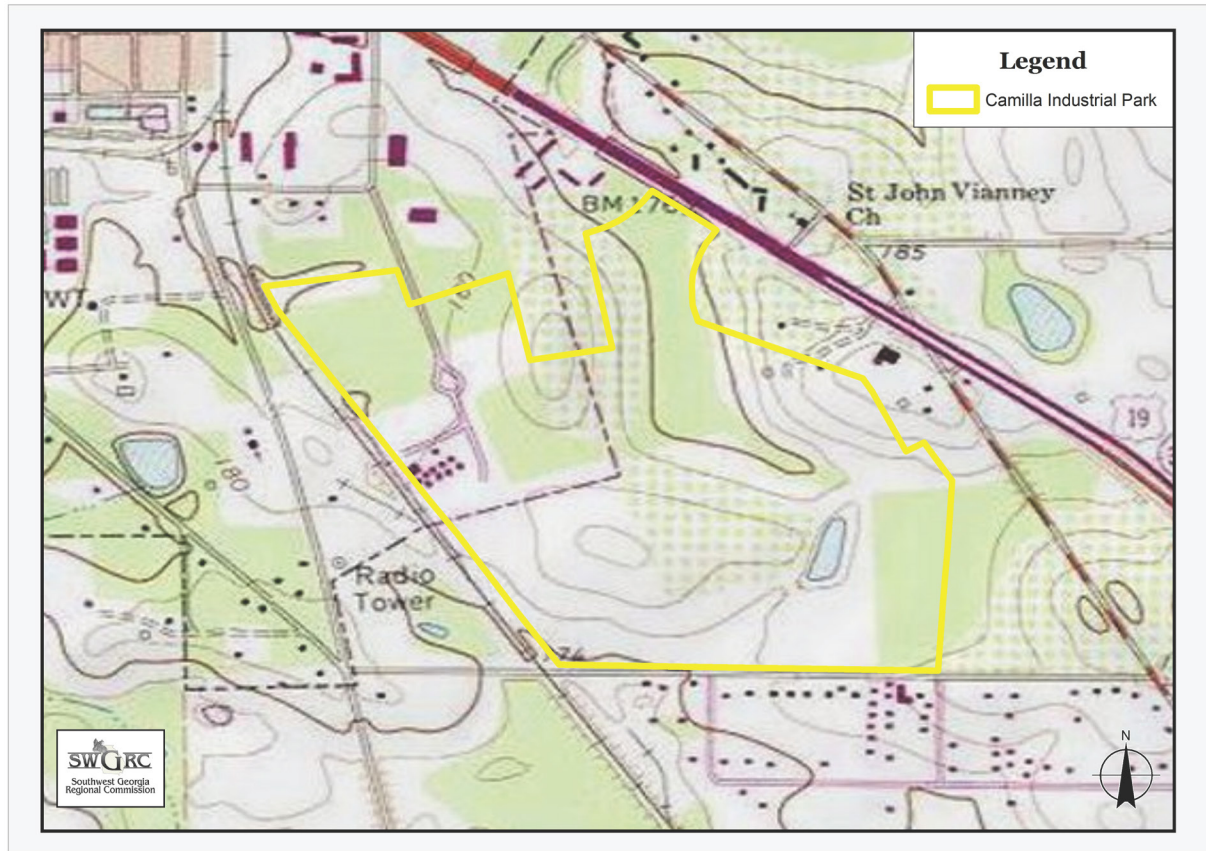 Legend
Camilla Industrial Park
St John Vianney
Ch
785
19
180
Radio
Tower
SWGRC
Southwest Georgia
Regional Commission
N